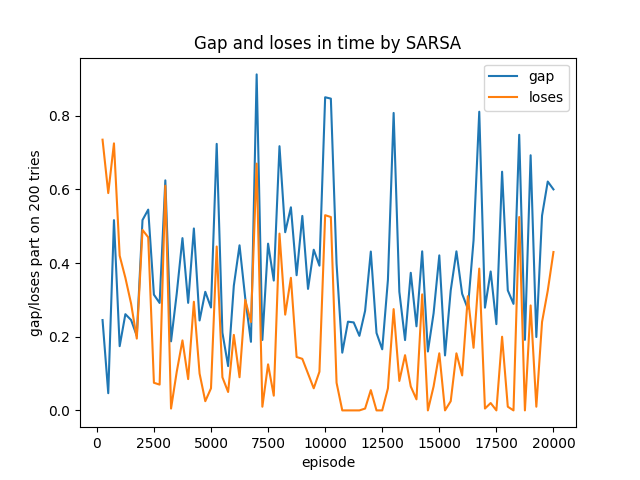 Gap and loses in time by SARSA
gap
loses
gap/loses part on 200 tries
0.8
0.6
0.4
0.2
0.0
0 2500 5000 7500 10000 12500 15000 17500 20000
episode